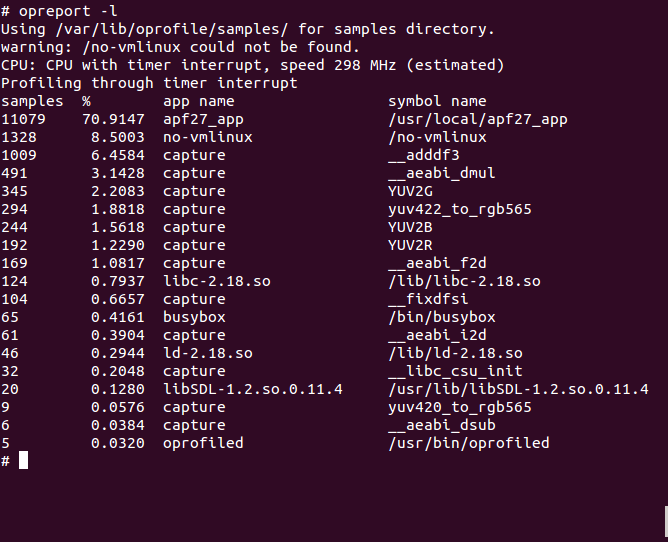 # opreport -l
Using /var/lib/oprofile/samples/ for samples directory.
warning: /no-vmlinux could not be found.
CPU: CPU with timer interrupt, speed 298 MHz (estimated)
Profiling through timer interrupt
samples  %        app name                 symbol name
11079    70.9147  apf27_app                /usr/local/apf27_app
1328      8.5003  no-vmlinux               /no-vmlinux
1009      6.4584  capture                  __adddf3
491       3.1428  capture                  __aeabi_dmul
345       2.2083  capture                  YUV2G
294       1.8818  capture                  yuv422_to_rgb565
244       1.5618  capture                  YUV2B
192       1.2290  capture                  YUV2R
169       1.0817  capture                  __aeabi_f2d
124       0.7937  libc-2.18.so             /lib/libc-2.18.so
104       0.6657  capture                  __fixdfsi
65        0.4161  busybox                  /bin/busybox
61        0.3904  capture                  __aeabi_i2d
46        0.2944  ld-2.18.so               /lib/ld-2.18.so
32        0.2048  capture                  __libc_csu_init
20        0.1280  libSDL-1.2.so.0.11.4     /usr/lib/libSDL-1.2.so.0.11.4
9         0.0576  capture                  yuv420_to_rgb565
6         0.0384  capture                  __aeabi_dsub
5         0.0320  oprofiled                /usr/bin/oprofiled
#